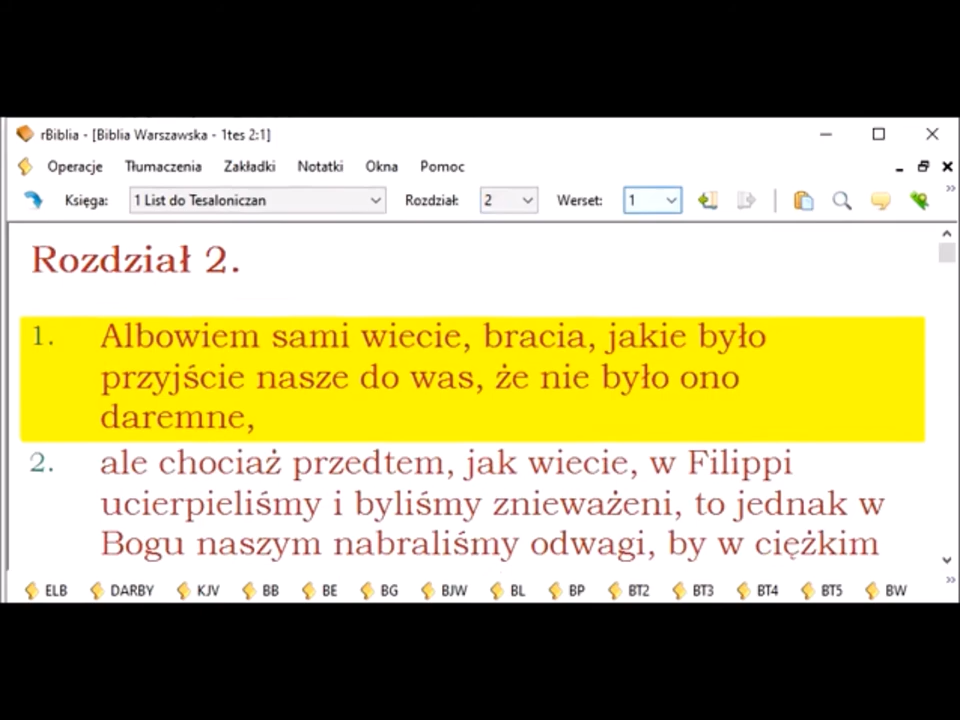 rBiblia - [Biblia Warszawska - 1tes 2:1]
Operacje Tłumaczenia Zakładki Notatki Okna Pomoc
Księga: 1 List do Tesaloniczan Rozdział: 2 Werset: 1
Rozdział 2.
1. Albowiem sami wiecie, bracia, jakie było
przyjście nasze do was, że nie było ono
daremne,
2. ale chociaż przedtem, jak wiecie, w Filippi
ucierpieliśmy i byliśmy znieważeni, to jednak w
Bogu naszym nabraliśmy odwagi, by w ciężkim
ELB DARBY KJV BB BE BG BJW BL BP BT2 BT3 BT4 BT5 BW